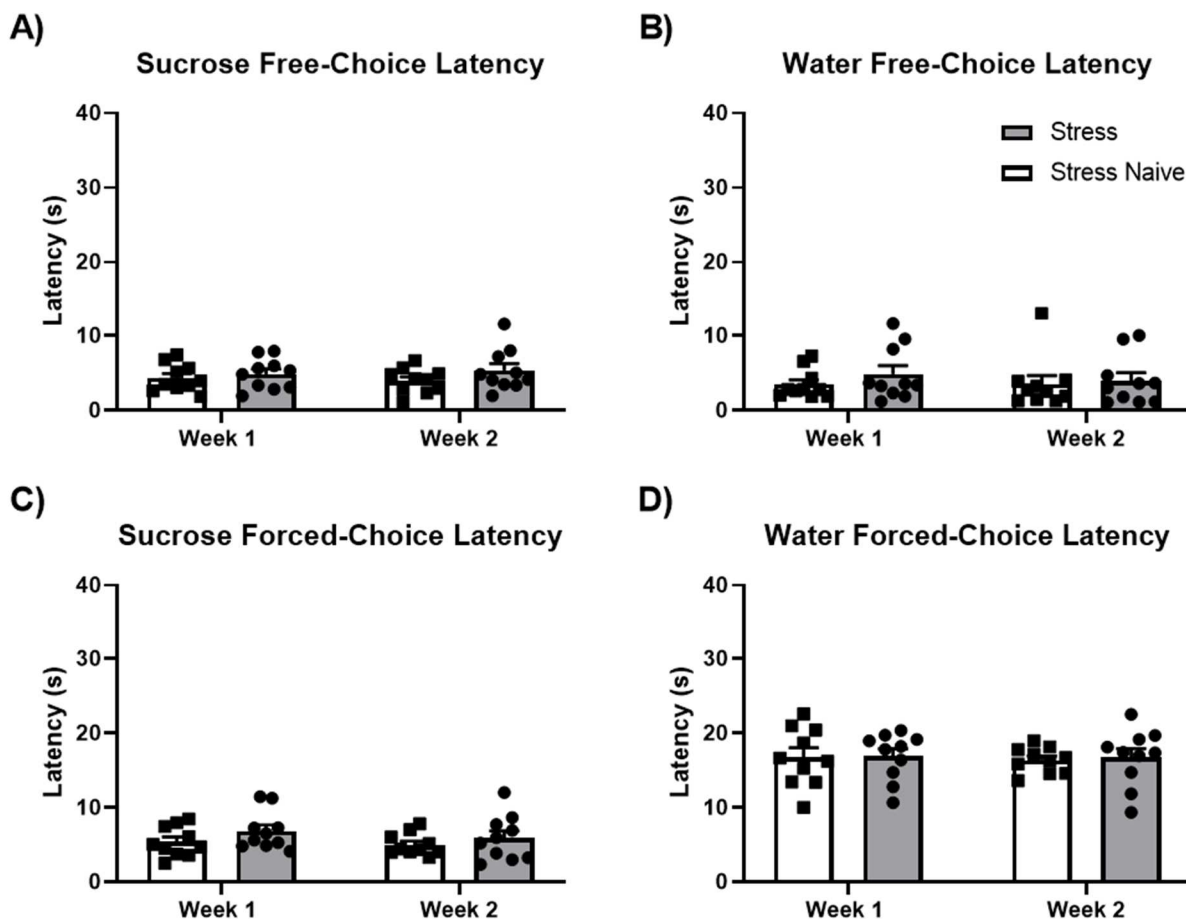 A)
Sucrose Free-Choice Latency
40
30
20
10
0
Latency (s)
Week 1
Week 2
B)
Water Free-Choice Latency
40
30
20
10
0
Latency (s)
Stress
Stress Naive
Week 1
Week 2
C)
Sucrose Forced-Choice Latency
40
30
20
10
0
Latency (s)
Week 1
Week 2
D)
Water Forced-Choice Latency
40
30
20
10
0
Latency (s)
Week 1
Week 2